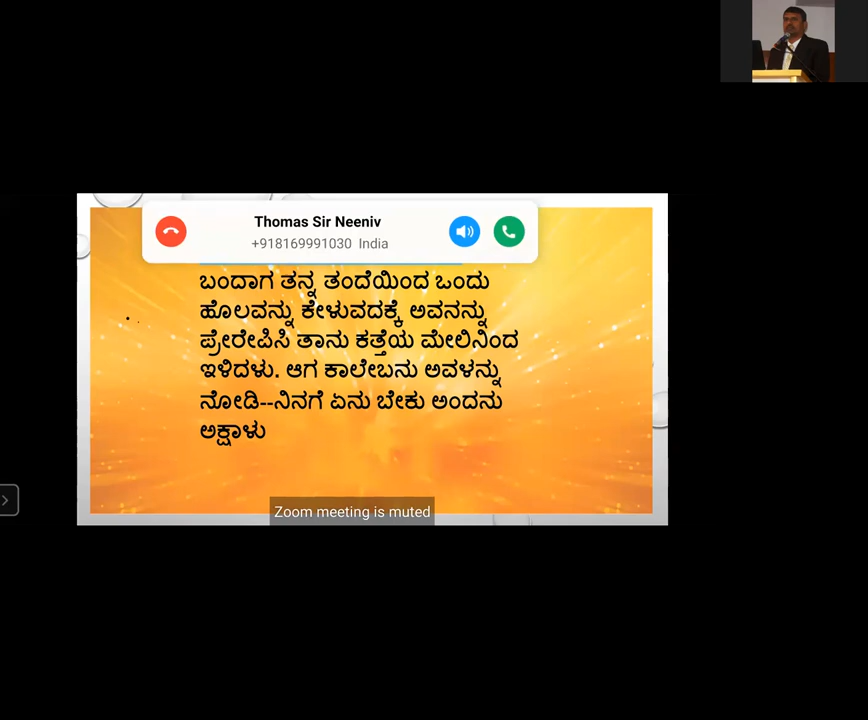 Thomas Sir Neeniv
+918169991030 India
ಬಂದಾಗ ತನ್ನ ತಂದೆಯಿಂದ ಒಂದು
ಹೊಲವನ್ನು ಕೇಳುವದಕ್ಕೆ ಅವನನ್ನು
ಪ್ರೇರೇಪಿಸಿ ತಾನು ಕತ್ತೆಯ ಮೇಲಿನಿಂದ
ಇಳಿದಳು. ಆಗ ಕಾಲೇಬನು ಅವಳನ್ನು
ನೋಡಿ--ನಿನಗೆ ಏನು ಬೇಕು ಅಂದನು
ಅಕ್ಷಾಳು
Zoom meeting is muted